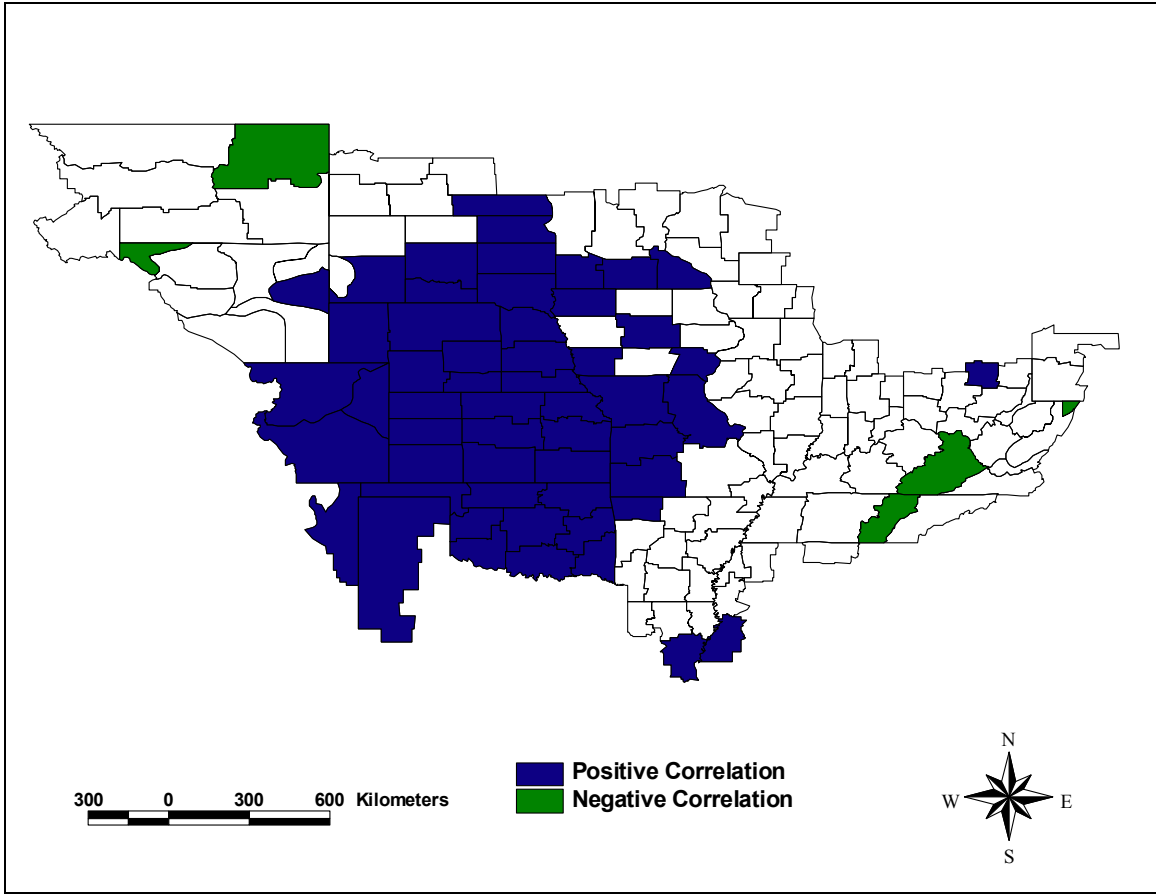 N
Positive Correlation
300 0 300 600 Kilometers
Negative Correlation
W E
S